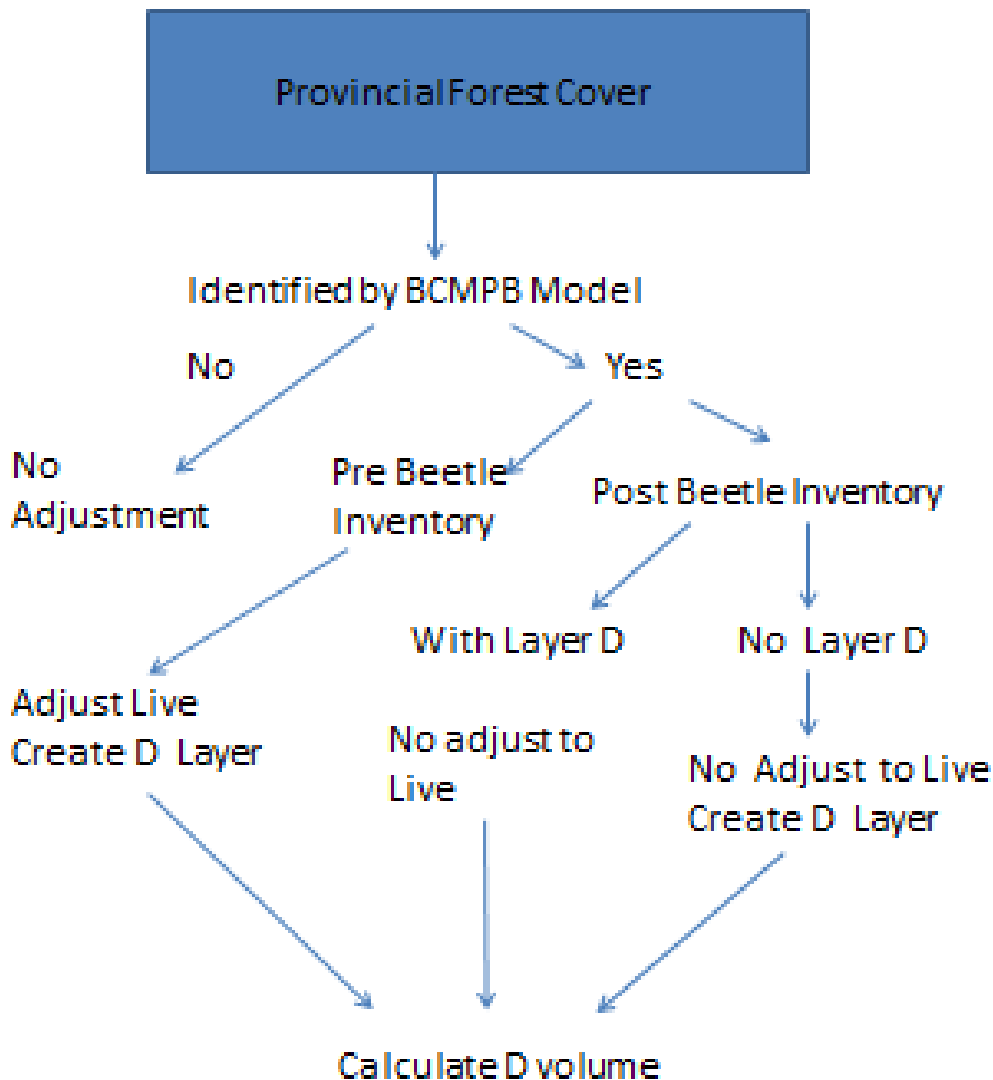 Provincial Forest Cover
Identified by BCMPB Model
No
Yes
No
Adjustment
Pre Beetle
Inventory
Post Beetle Inventory
With Layer D
No Layer D
Adjust Live
Create D Layer
No adjust to
Live
No Adjust to Live
Create D Layer
Calculate D volume